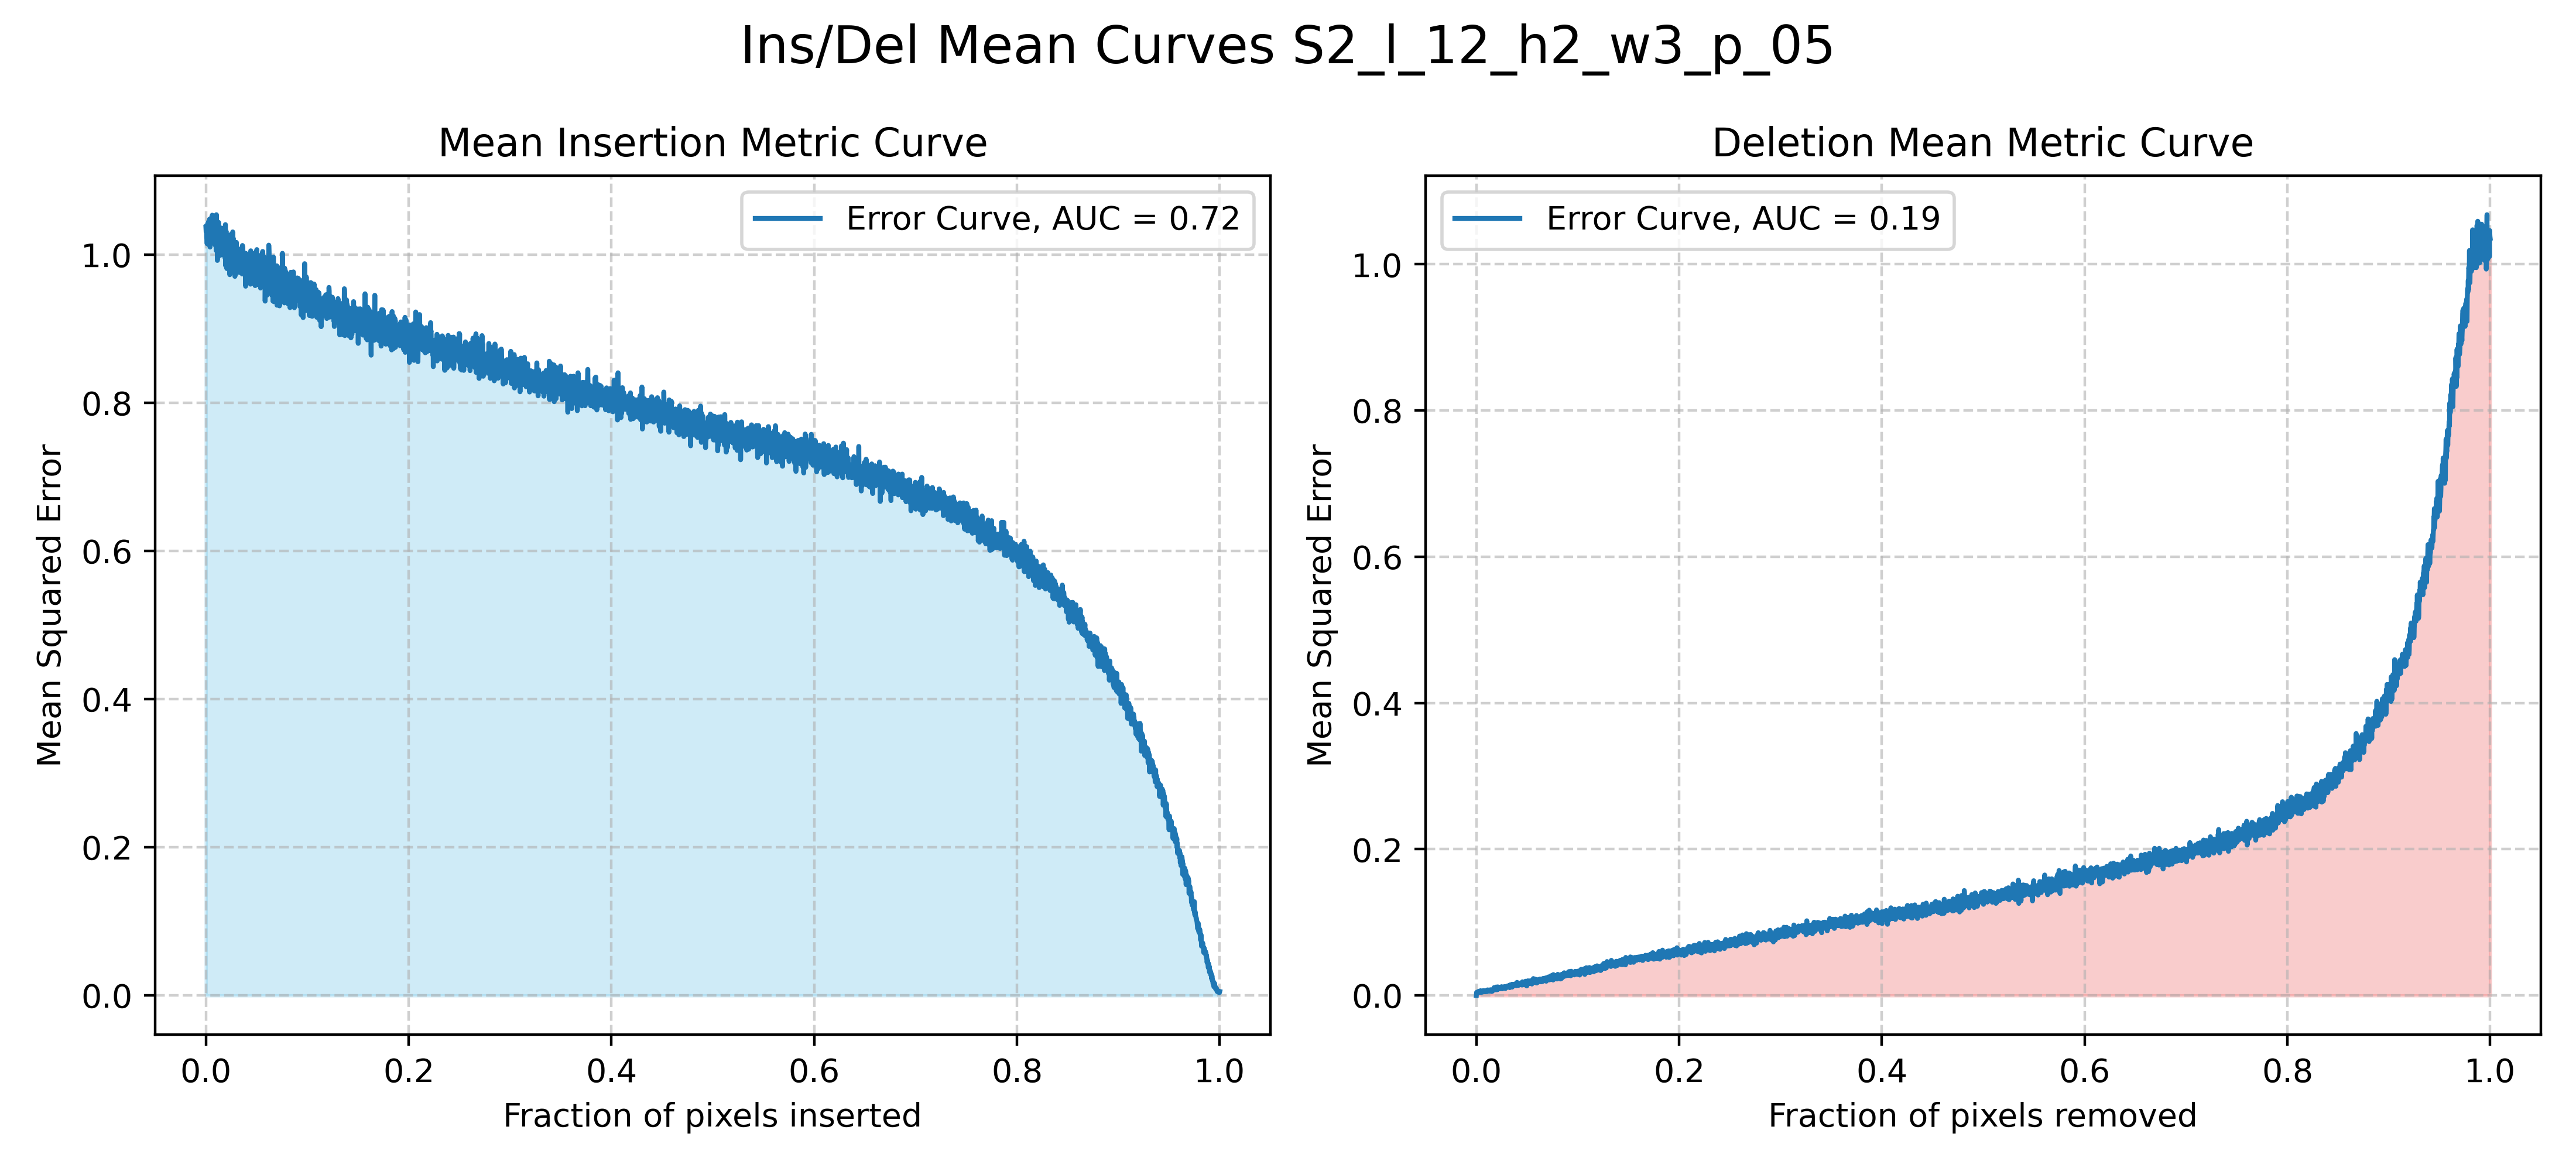 Ins/Del Mean Curves S2_l_12_h2_w3_p_05
Mean Insertion Metric Curve
Error Curve, AUC = 0.72
Mean Squared Error
1.0
0.8
0.6
0.4
0.2
0.0
0.0 0.2 0.4 0.6 0.8 1.0
Fraction of pixels inserted
Deletion Mean Metric Curve
Error Curve, AUC = 0.19
Mean Squared Error
1.0
0.8
0.6
0.4
0.2
0.0
0.0 0.2 0.4 0.6 0.8 1.0
Fraction of pixels removed